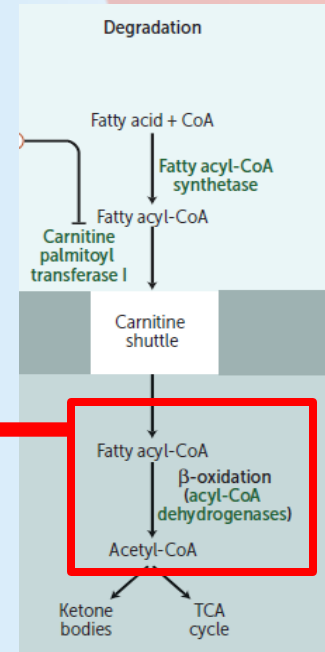 Degradation
Fatty acid + CoA
Fatty acyl-CoA
synthetase
Fatty acyl-CoA
Carnitine
palmitoyl
transferase I
Carnitine
shuttle
Fatty acyl-CoA
β-oxidation
(acyl-CoA
dehydrogenases)
Acetyl-CoA
Ketone
bodies
TCA
cycle